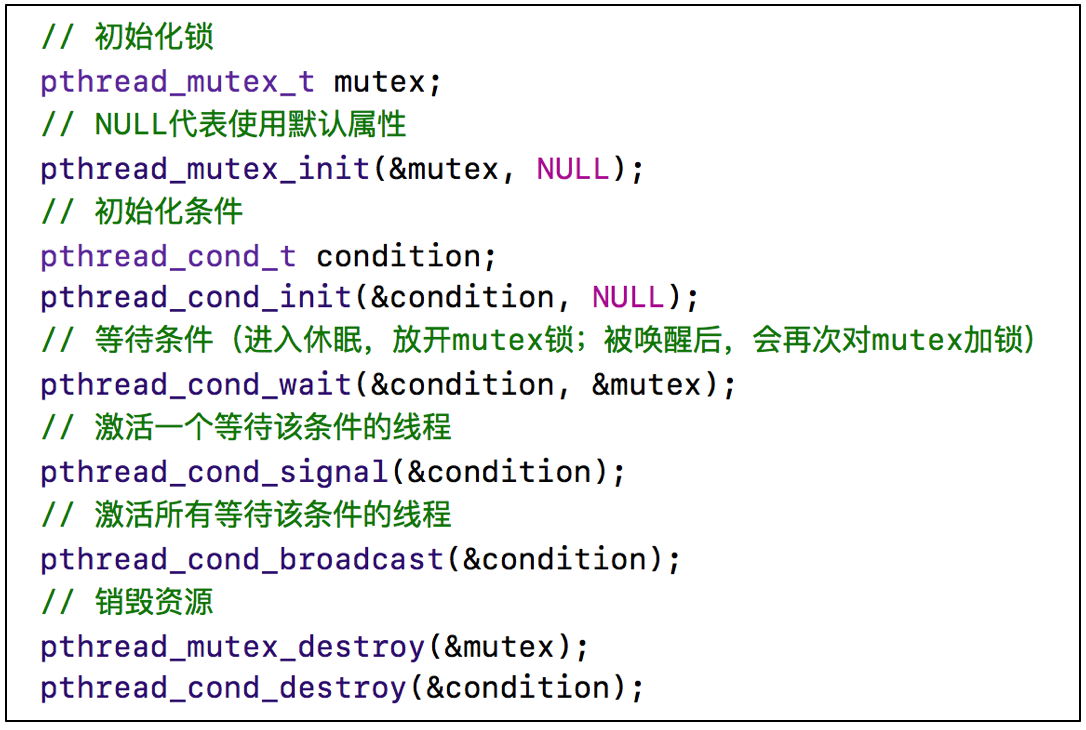 // 初始化锁
pthread_mutex_t mutex;
// NULL代表使用默认属性
pthread_mutex_init(&mutex, NULL);
// 初始化条件
pthread_cond_t condition;
pthread_cond_init(&condition, NULL);
// 等待条件（进入休眠，放开mutex锁；被唤醒后，会再次对mutex加锁）
pthread_cond_wait(&condition, &mutex);
// 激活一个等待该条件的线程
pthread_cond_signal(&condition);
// 激活所有等待该条件的线程
pthread_cond_broadcast(&condition);
// 销毁资源
pthread_mutex_destroy(&mutex);
pthread_cond_destroy(&condition);